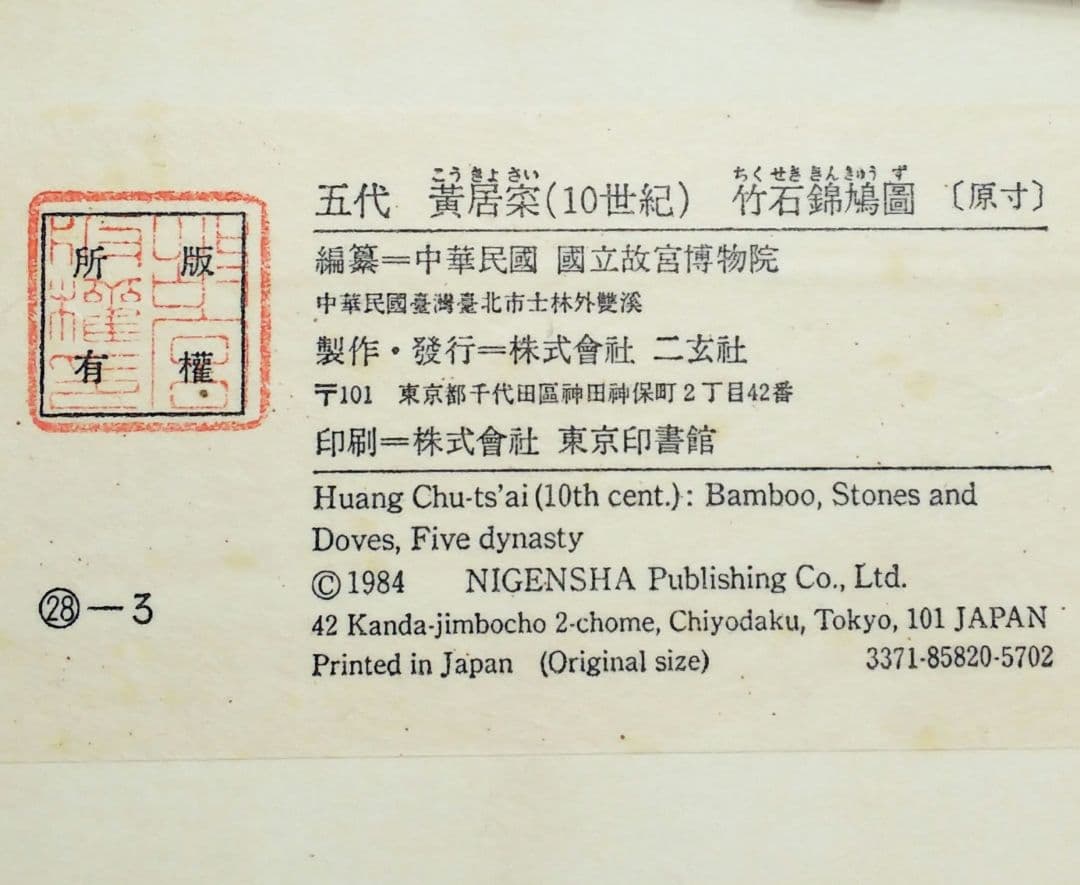 五代 黃居寀(10世紀) 竹石錦鳩圖 〔原寸〕
こう きよ さい ちく せき きん きゅう ず
編纂=中華民國 國立故宮博物院
中華民國臺灣臺北市士林外雙溪
製作・發行=株式會社 二玄社
〒101 東京都千代田區神田神保町2丁目42番
印刷=株式會社 東京印書館
Huang Chu-ts'ai (10th cent.): Bamboo, Stones and
Doves, Five dynasty
©1984 NIGENSHA Publishing Co., Ltd.
42 Kanda-jimbocho 2-chome, Chiyodaku, Tokyo, 101 JAPAN
Printed in Japan (Original size) 3371-85820-5702
版權
所有
㉘—3